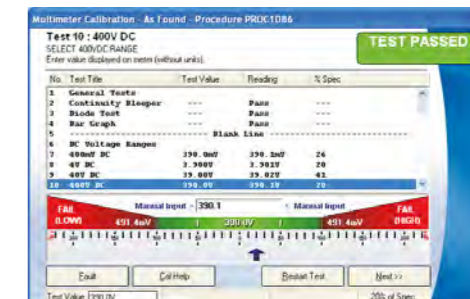 Multimeter Calibration - As Found - Procedure PROC1086
Test 10 : 400V DC
SELECT 400VDC RANGE
Enter value displayed on meter (without units).
TEST PASSED
No. Test Title Test Value Reading % Spec
1 General Tests
2 Continuity Bleeper --- Pass ---
3 Diode Test --- Pass ---
4 Bar Graph --- Pass ---
5 ---------- Blank Line ----------
6 DC Voltage Ranges
7 400mV DC 390.0mV 390.1mV 26
8 4V DC 3.900V 3.901V 20
9 40V DC 39.00V 39.02V 41
10 400V DC 390.0V 390.1V 20
Manual Input - 390.1 < Manual Input
FAIL (LOW) 491.4mV 390.0V 491.4mV FAIL (HIGH)
Fault Cal Help Restart Test Next >>
Test Value 390.0V 20% of Spec